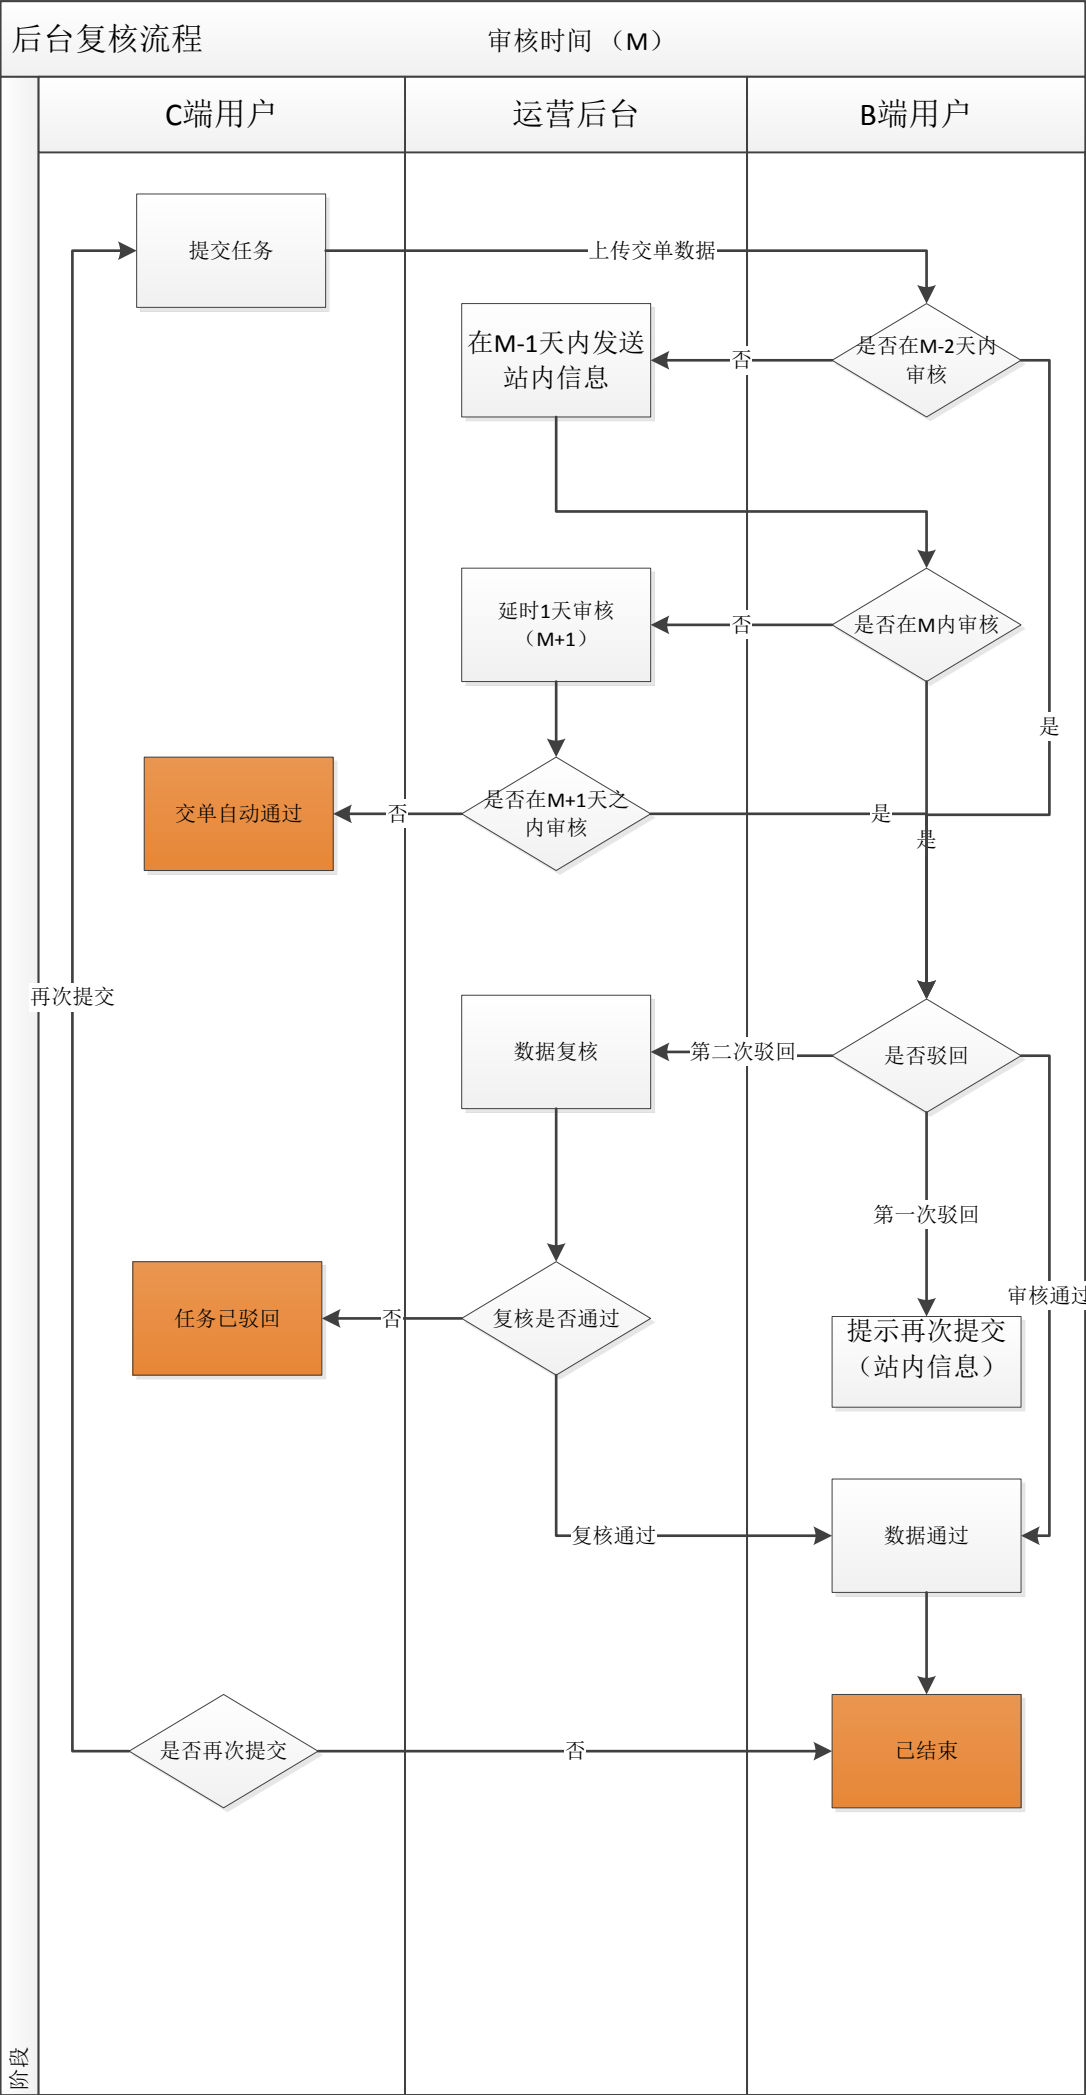 后台复核流程
审核时间 （M）
C端用户
运营后台
B端用户
提交任务
上传交单数据
在M-1天内发送
站内信息
否
是否在M-2天内
审核
延时1天审核
（M+1）
否
是否在M内审核
是
交单自动通过
否
是否在M+1天之
内审核
是
是
再次提交
数据复核
第二次驳回
是否驳回
第一次驳回
审核通过
任务已驳回
否
复核是否通过
提示再次提交
（站内信息）
复核通过
数据通过
是否再次提交
否
已结束
阶段